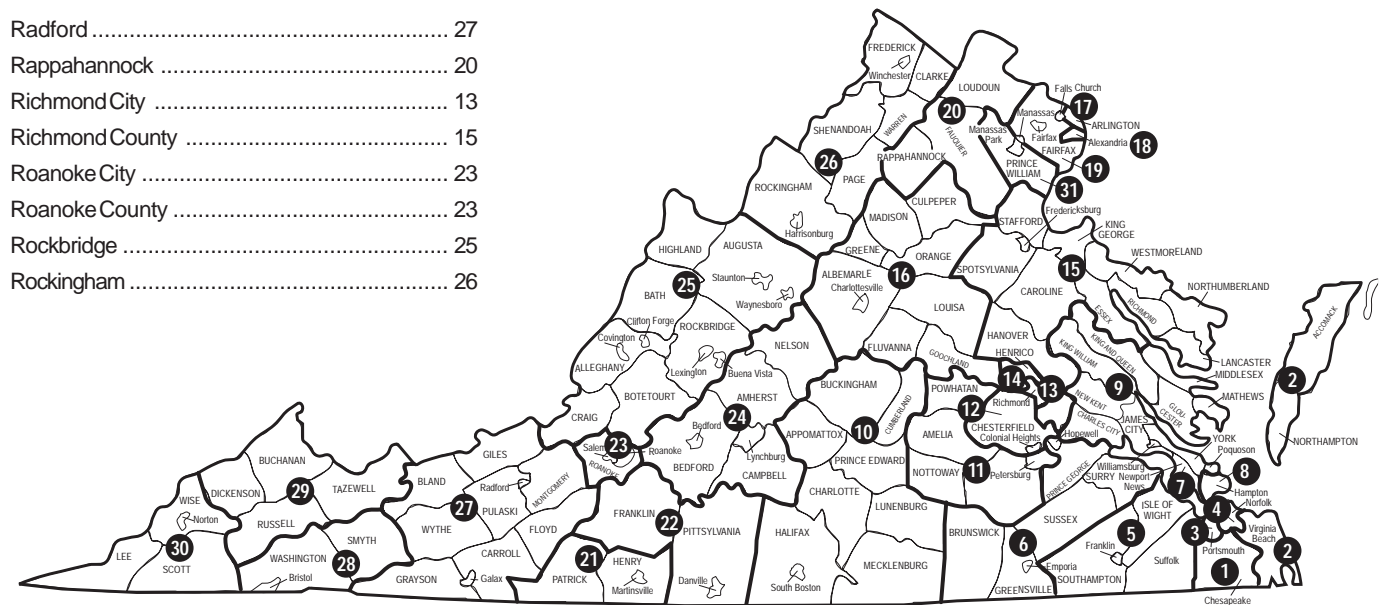 Radford ................................................... 27
Rappahannock ......................................... 20
Richmond City .......................................... 13
Richmond County ..................................... 15
Roanoke City ............................................ 23
Roanoke County ....................................... 23
Rockbridge ............................................... 25
Rockingham .............................................. 26
FREDERICK
Winchester
CLARKE
LOUDOUN
Falls Church
17
ARLINGTON
Alexandria
18
Manassas
Fairfax
FAIRFAX
19
20
FAUQUIER
Manassas
Park
PRINCE
WILLIAM
31
SHENANDOAH
WARREN
26
PAGE
RAPPAHANNOCK
ROCKINGHAM
Harrisonburg
CULPEPER
MADISON
GREENE
ORANGE
STAFFORD
Fredericksburg
KING
GEORGE
WESTMORELAND
HIGHLAND
AUGUSTA
Staunton
Waynesboro
ALBEMARLE
Charlottesville
16
SPOTSYLVANIA
15
CAROLINE
NORTHUMBERLAND
RICHMOND
ESSEX
BATH
25
Clifton Forge
Covington
ROCKBRIDGE
LOUISA
HANOVER
ACCOMACK
ALLEGHANY
Lexington
Buena Vista
NELSON
FLUVANNA
GOOCHLAND
HENRICO
KING WILLIAM
KING AND QUEEN
LANCASTER
MIDDLESEX
2
BOTETOURT
AMHERST
BUCKINGHAM
CUMBERLAND
POWHATAN
14
13
Richmond
9
NEW KENT
MATHEWS
GLOU-
CESTER
CRAIG
24
Bedford
Lynchburg
APPOMATTOX
10
12
CHESTERFIELD
Colonial Heights
Hopewell
CHARLES CITY
JAMES
CITY
NORTHAMPTON
BUCHANAN
GILES
Salem
23
Roanoke
ROANOKE
BEDFORD
CAMPBELL
PRINCE EDWARD
AMELIA
NOTTOWAY
11
Petersburg
PRINCE GEORGE
YORK
Poquoson
8
DICKENSON
29
TAZEWELL
BLAND
Radford
MONTGOMERY
CHARLOTTE
Williamsburg
SURRY
Newport
News
7
Hampton
Norfolk
WISE
Norton
RUSSELL
WYTHE
27
PULASKI
FLOYD
FRANKLIN
22
PITTSYLVANIA
HALIFAX
LUNENBURG
BRUNSWICK
SUSSEX
ISLE OF
WIGHT
4
Virginia
Beach
LEE
30
SCOTT
WASHINGTON
SMYTH
28
CARROLL
21
HENRY
MECKLENBURG
6
Emporia
5
Franklin
Suffolk
3
Portsmouth
2
Bristol
GRAYSON
Galax
PATRICK
Martinsville
Danville
South Boston
GREENSVILLE
SOUTHAMPTON
1
Chesapeake